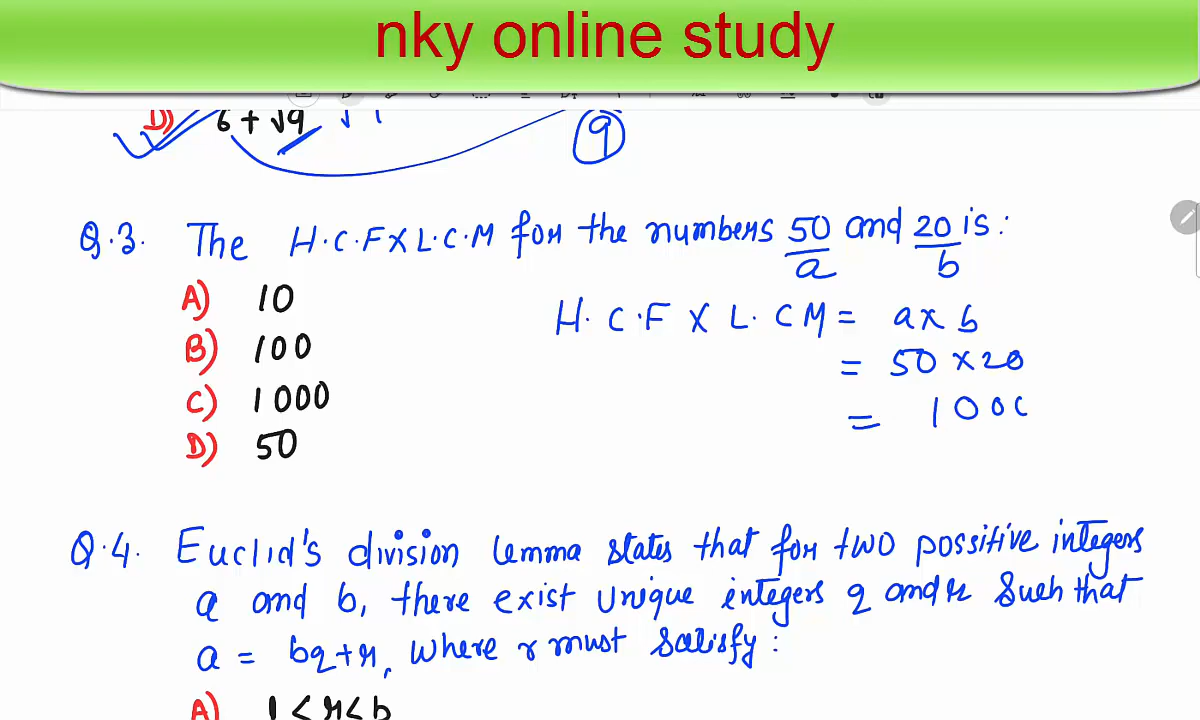 nky online study
D) 6 + √9 √
9
Q.3. The H.C.F X L.C.M for the numbers 50 and 20 is :
a b
A) 10
B) 100
C) 1000
D) 50
H.C.F X L.CM = a x b
= 50 x 20
= 1000
Q.4. Euclid's division lemma states that for two possitive integers
a and b, there exist unique integers q and r such that
a = bq+r, where r must satisfy :
A) 1 < r < b